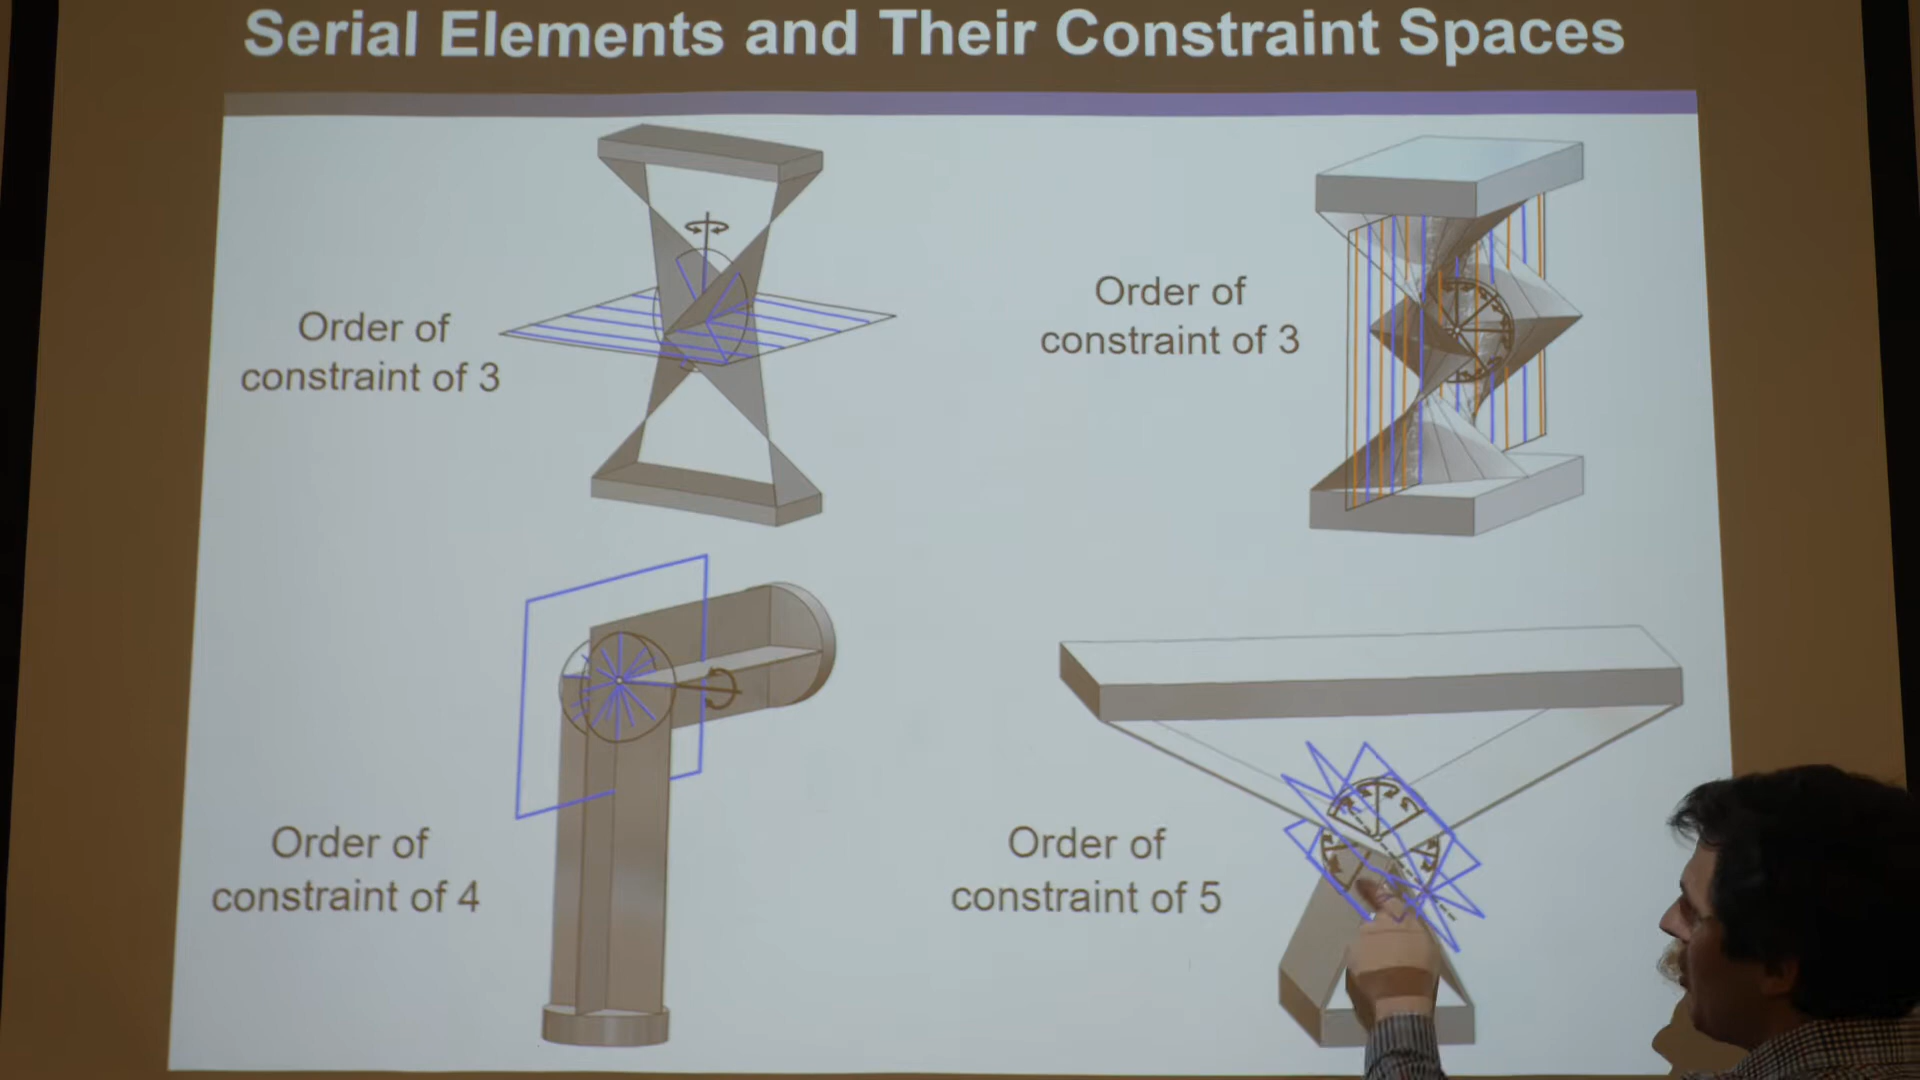 Serial Elements and Their Constraint Spaces
Order of
constraint of 3
Order of
constraint of 3
Order of
constraint of 4
Order of
constraint of 5